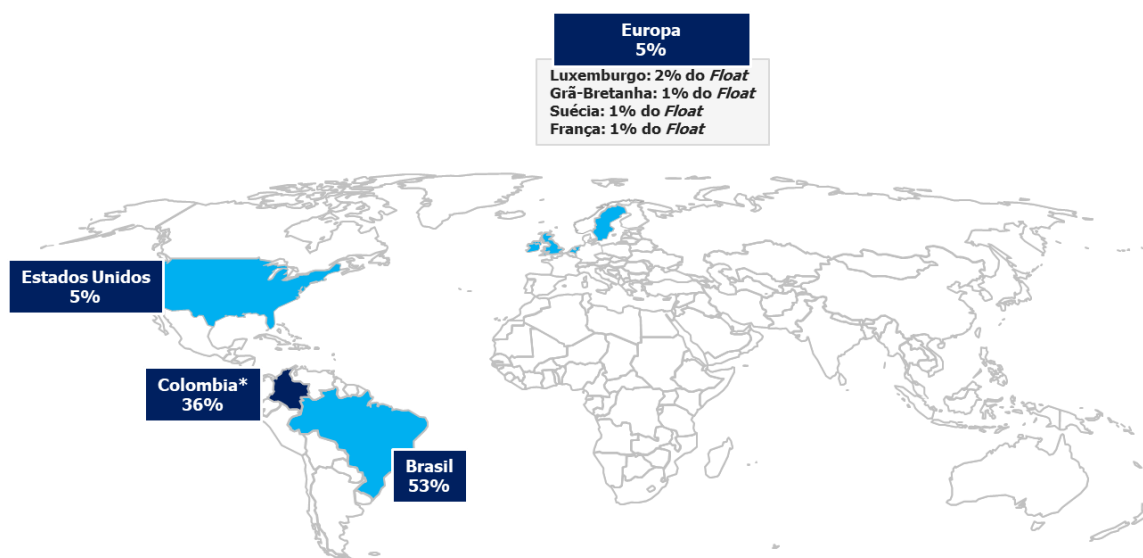 Europa
5%
Luxemburgo: 2% do Float
Grã-Bretanha: 1% do Float
Suécia: 1% do Float
França: 1% do Float
Estados Unidos
5%
Colombia*
36%
Brasil
53%